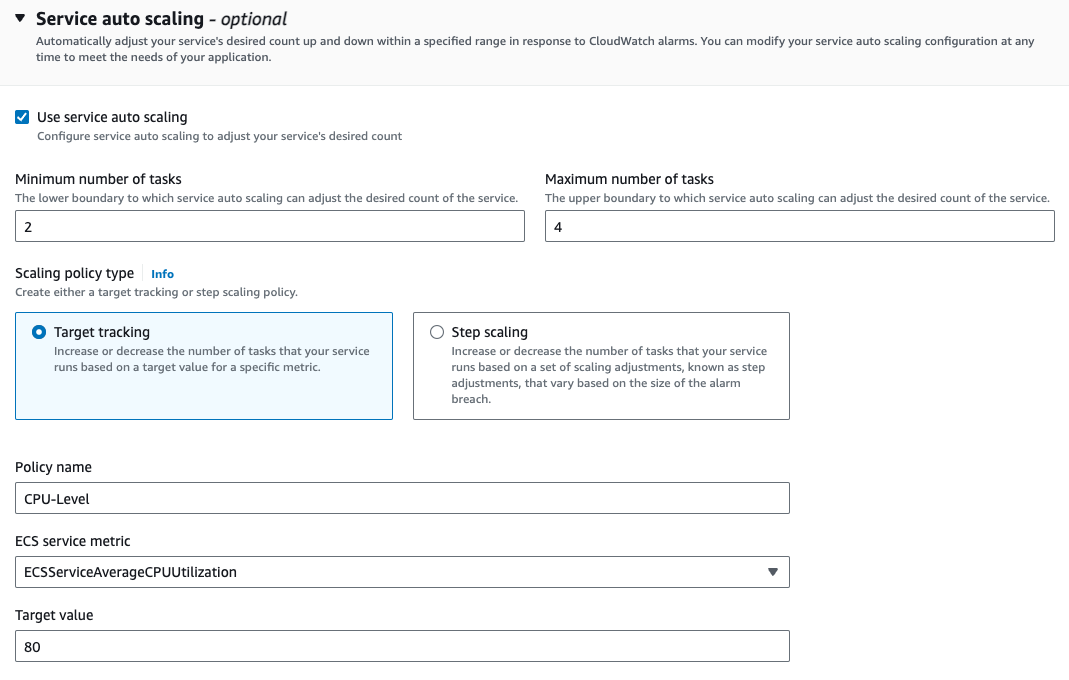 Service auto scaling - optional
Automatically adjust your service's desired count up and down within a specified range in response to CloudWatch alarms. You can modify your service auto scaling configuration at any
time to meet the needs of your application.
Use service auto scaling
Configure service auto scaling to adjust your service's desired count
Minimum number of tasks
The lower boundary to which service auto scaling can adjust the desired count of the service.
2
Maximum number of tasks
The upper boundary to which service auto scaling can adjust the desired count of the service.
4
Scaling policy type Info
Create either a target tracking or step scaling policy.
Target tracking
Increase or decrease the number of tasks that your service
runs based on a target value for a specific metric.
Step scaling
Increase or decrease the number of tasks that your service
runs based on a set of scaling adjustments, known as step
adjustments, that vary based on the size of the alarm
breach.
Policy name
CPU-Level
ECS service metric
ECSServiceAverageCPUUtilization
Target value
80